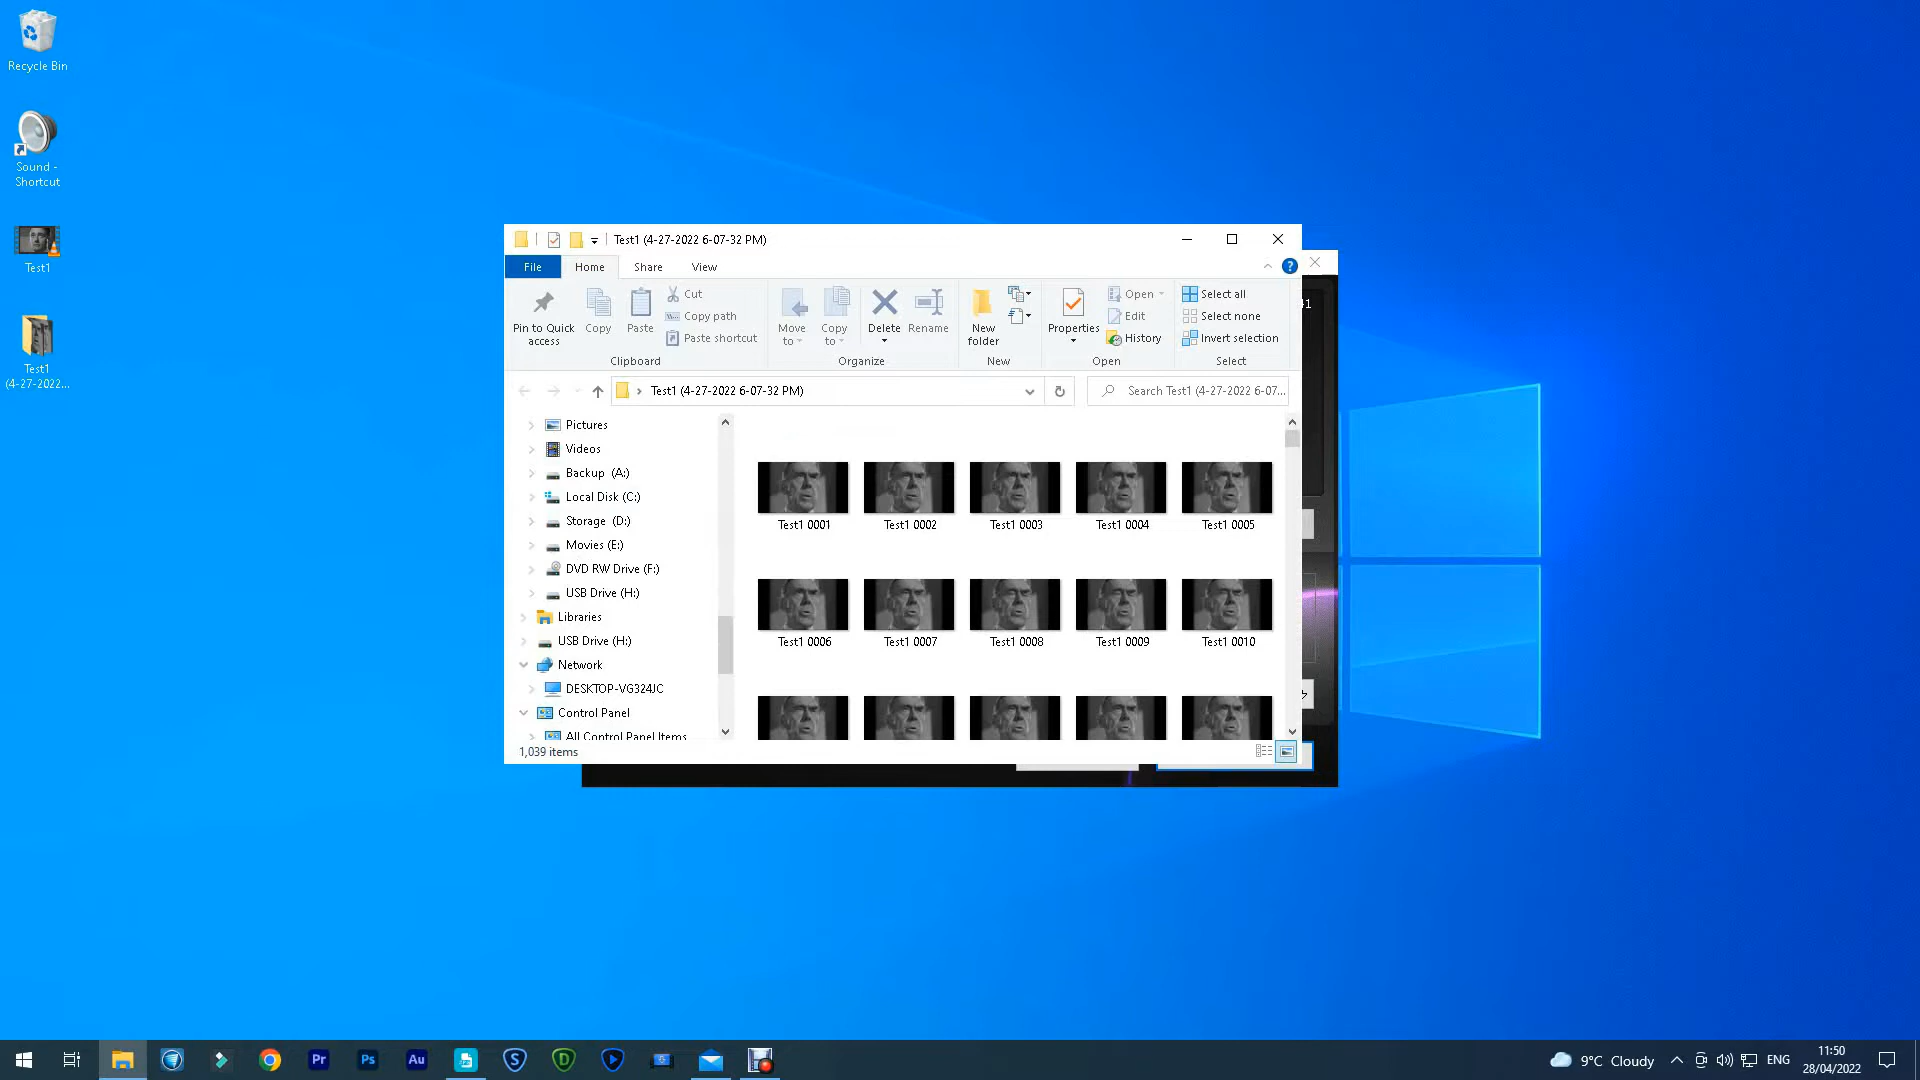 Recycle Bin
Sound -
Shortcut
Test1
Test1
(4-27-2022...
Test1 (4-27-2022 6-07-32 PM)
File
Home
Share
View
Pin to Quick
access
Copy
Paste
Cut
Copy path
Paste shortcut
Clipboard
Move
to
Copy
to
Delete
Rename
Organize
New
folder
New
Properties
Open
Edit
History
Open
Select all
Select none
Invert selection
Select
Test1 (4-27-2022 6-07-32 PM)
Search Test1 (4-27-2022 6-07...
Pictures
Videos
Backup (A:)
Local Disk (C:)
Storage (D:)
Movies (E:)
DVD RW Drive (F:)
USB Drive (H:)
Libraries
USB Drive (H:)
Network
DESKTOP-VG324JC
Control Panel
All Control Panel Items
Test1 0001
Test1 0002
Test1 0003
Test1 0004
Test1 0005
Test1 0006
Test1 0007
Test1 0008
Test1 0009
Test1 0010
1,039 items
Pr
Ps
Au
S
D
9°C Cloudy
ENG
11:50
28/04/2022